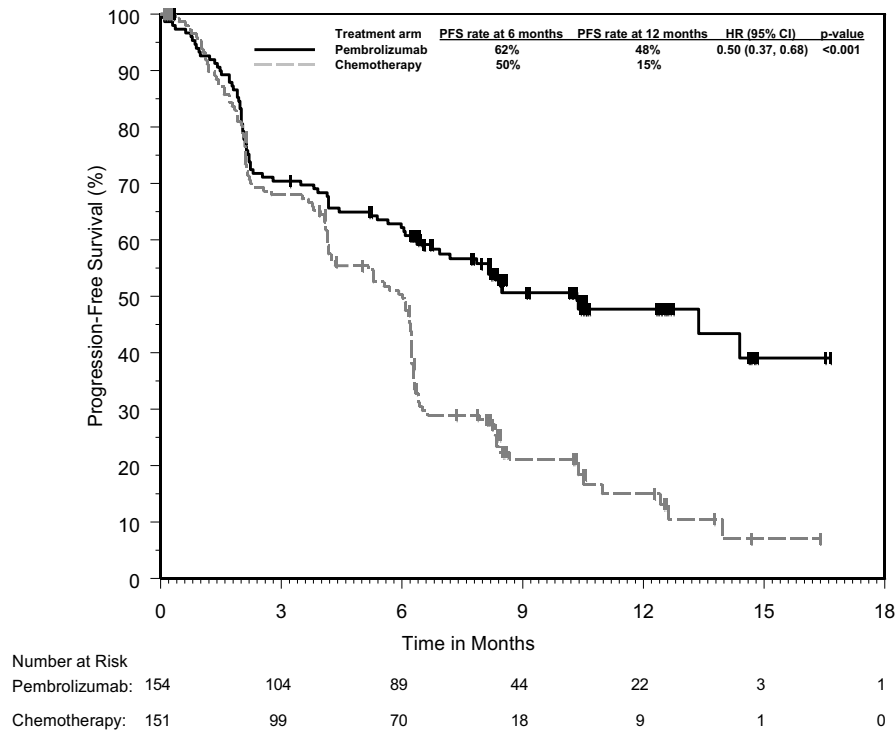 Treatment arm PFS rate at 6 months PFS rate at 12 months HR (95% CI) p-value
Pembrolizumab 62% 48% 0.50 (0.37, 0.68) <0.001
Chemotherapy 50% 15%
Progression-Free Survival (%)
100
90
80
70
60
50
40
30
20
10
0
0 3 6 9 12 15 18
Time in Months
Number at Risk
Pembrolizumab: 154 104 89 44 22 3 1
Chemotherapy: 151 99 70 18 9 1 0